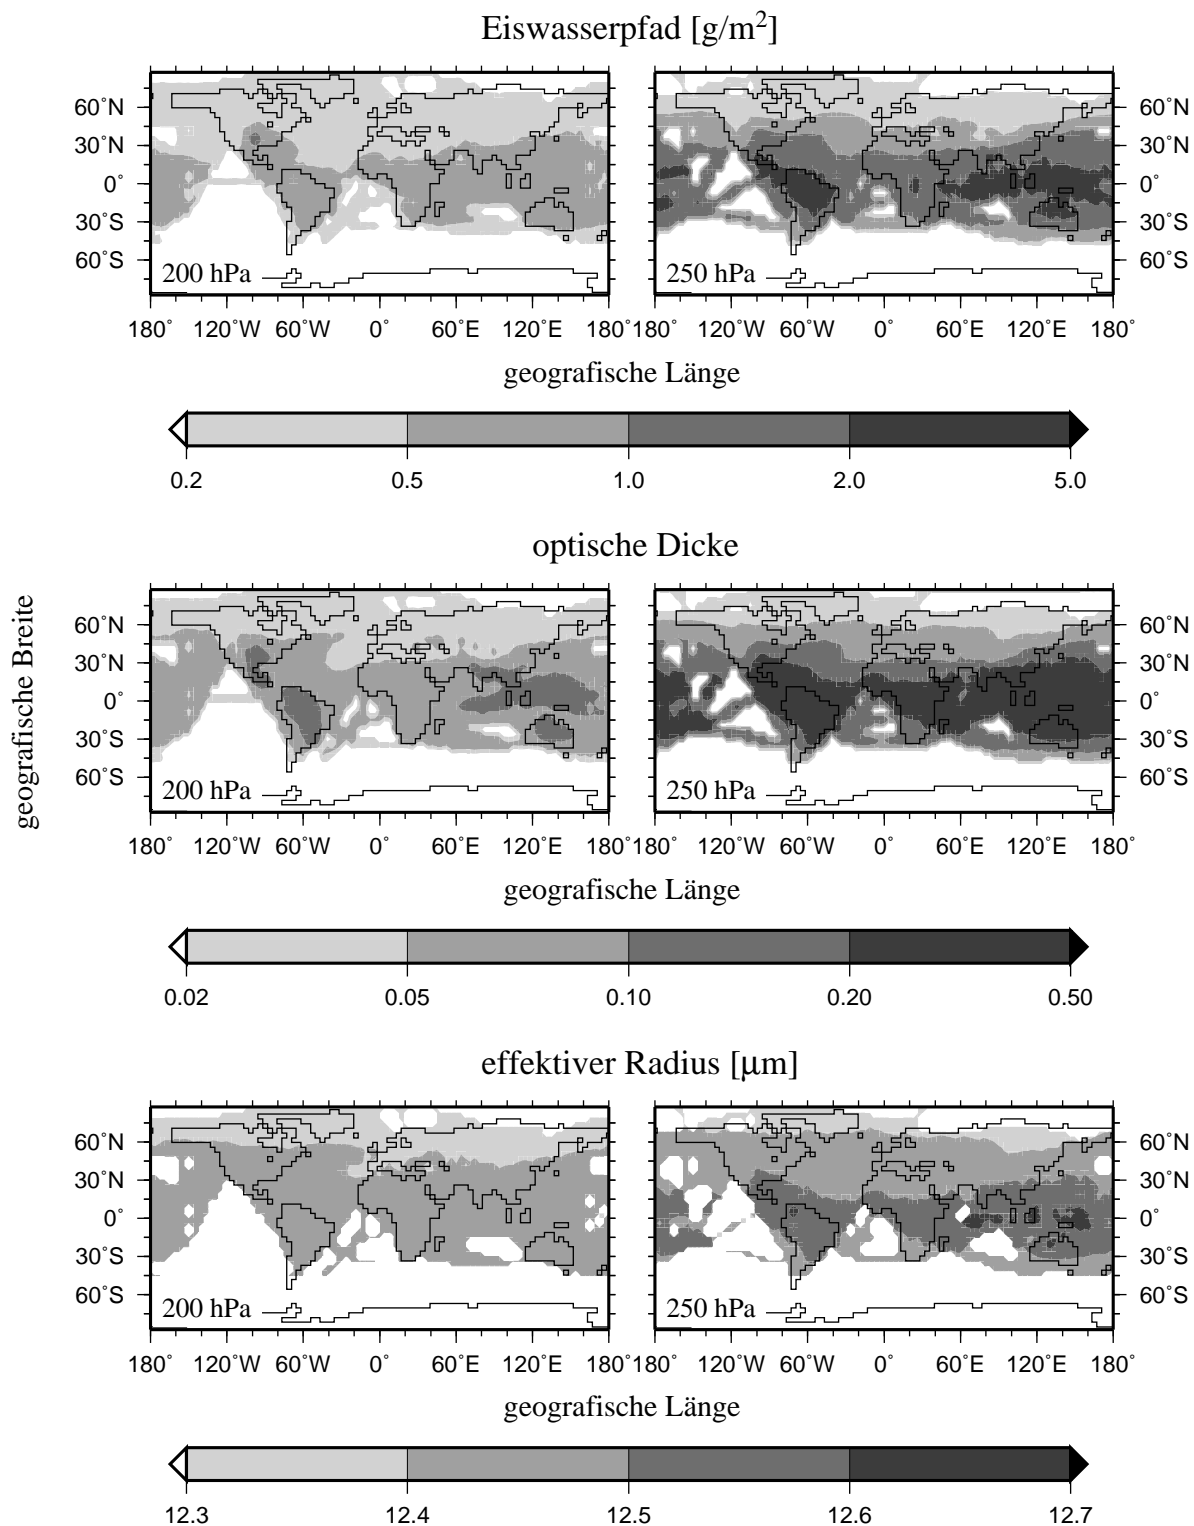 Eiswasserpfad [g/m²]
60˚N 30˚N 0˚ 30˚S 60˚S
200 hPa
250 hPa
60˚N 30˚N 0˚ 30˚S 60˚S
180˚ 120˚W 60˚W 0˚ 60˚E 120˚E 180˚ 180˚ 120˚W 60˚W 0˚ 60˚E 120˚E 180˚
geografische Länge
0.2 0.5 1.0 2.0 5.0
optische Dicke
geografische Breite
60˚N 30˚N 0˚ 30˚S 60˚S
200 hPa
250 hPa
60˚N 30˚N 0˚ 30˚S 60˚S
180˚ 120˚W 60˚W 0˚ 60˚E 120˚E 180˚ 180˚ 120˚W 60˚W 0˚ 60˚E 120˚E 180˚
geografische Länge
0.02 0.05 0.10 0.20 0.50
effektiver Radius [µm]
60˚N 30˚N 0˚ 30˚S 60˚S
200 hPa
250 hPa
60˚N 30˚N 0˚ 30˚S 60˚S
180˚ 120˚W 60˚W 0˚ 60˚E 120˚E 180˚ 180˚ 120˚W 60˚W 0˚ 60˚E 120˚E 180˚
geografische Länge
12.3 12.4 12.5 12.6 12.7